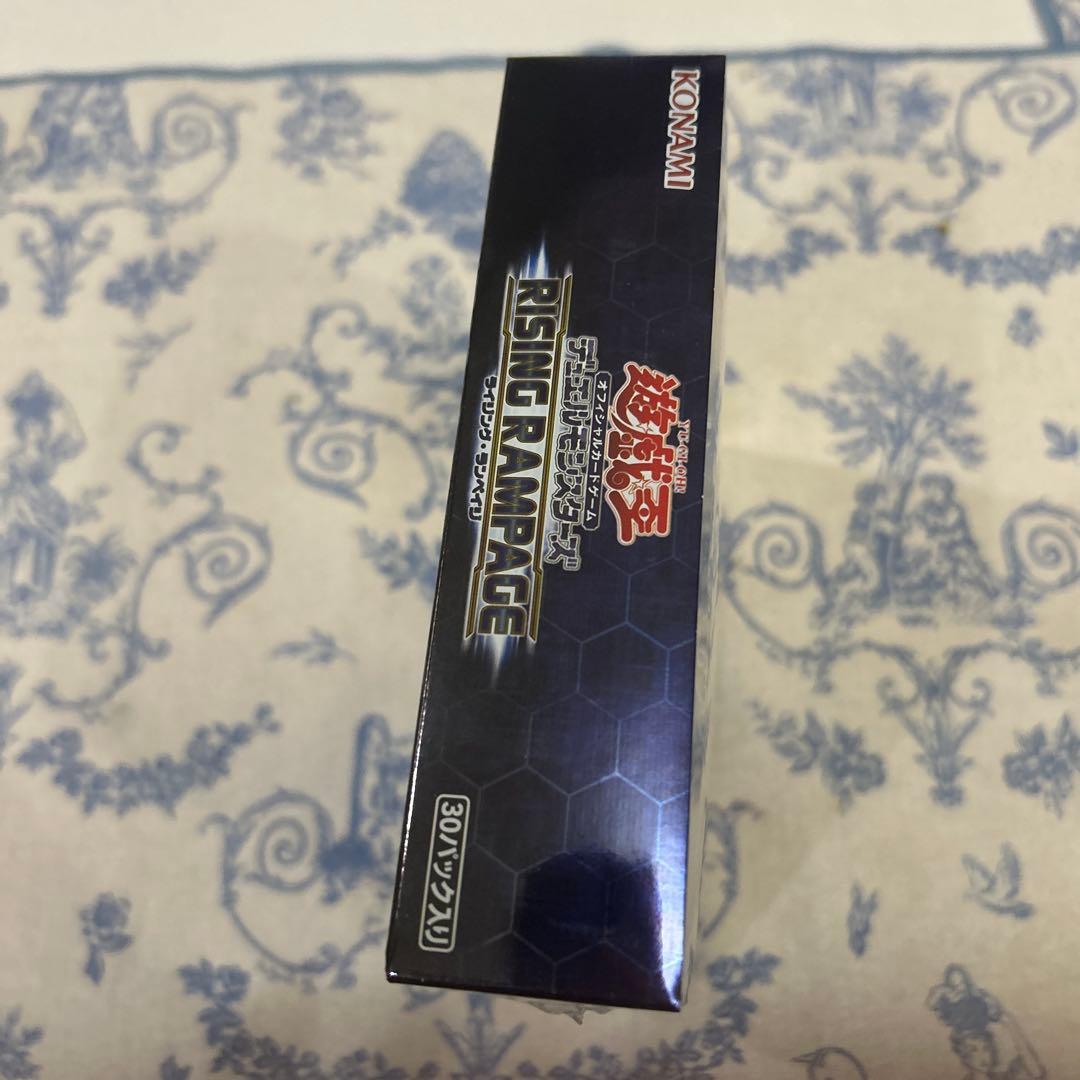 KONAMI
YU-GI-OH!
遊戯王
オフィシャルカードゲーム
デュエルモンスターズ
RISING RAMPAGE
ライジング・ランペイジ
30パック入り